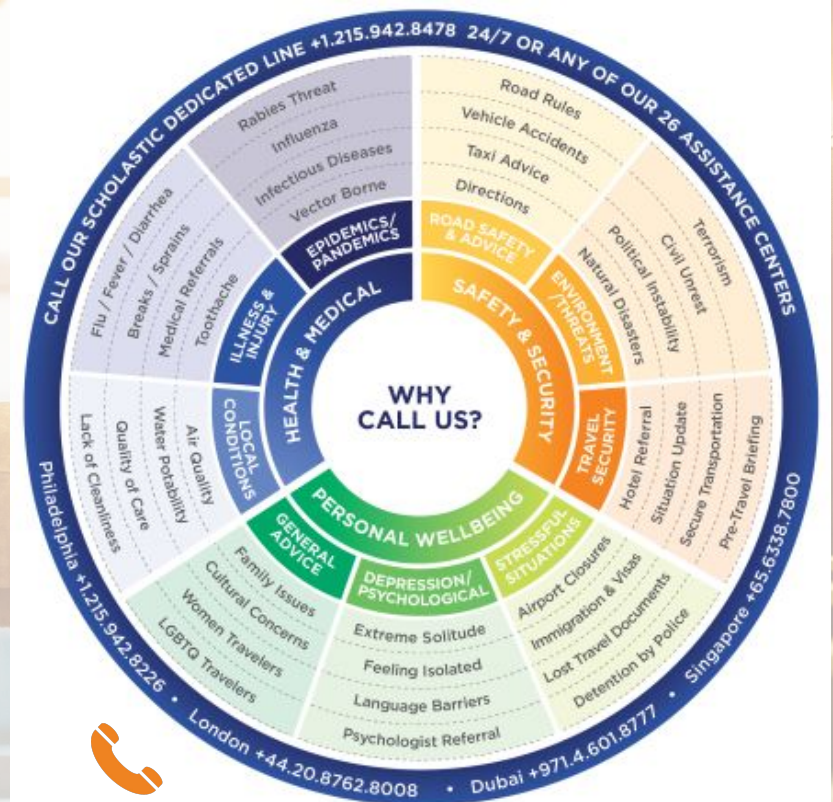 CALL OUR SCHOLASTIC DEDICATED LINE +1.215.942.8478 24/7 OR ANY OF OUR 26 ASSISTANCE CENTERS
WHY
CALL US?
HEALTH & MEDICAL
EPIDEMICS/
PANDEMICS
Rabies Threat
Influenza
Infectious Diseases
Vector Borne
ILLNESS &
INJURY
Flu / Fever / Diarrhea
Breaks / Sprains
Medical Referrals
Toothache
LOCAL
CONDITIONS
Lack of Cleanliness
Quality of Care
Water Potability
Air Quality
SAFETY & SECURITY
ROAD SAFETY
& ADVICE
Road Rules
Vehicle Accidents
Taxi Advice
Directions
ENVIRONMENT
/THREATS
Terrorism
Civil Unrest
Political Instability
Natural Disasters
TRAVEL
SECURITY
Hotel Referral
Situation Update
Secure Transportation
Pre-Travel Briefing
PERSONAL WELLBEING
GENERAL
ADVICE
Family Issues
Cultural Concerns
Women Travelers
LGBTQ Travelers
DEPRESSION/
PSYCHOLOGICAL
Extreme Solitude
Feeling Isolated
Language Barriers
Psychologist Referral
STRESSFUL
SITUATIONS
Airport Closures
Immigration & Visas
Lost Travel Documents
Detention by Police
Philadelphia +1.215.942.8226 • London +44.20.8762.8008 • Dubai +971.4.601.8777 • Singapore +65.6338.7800